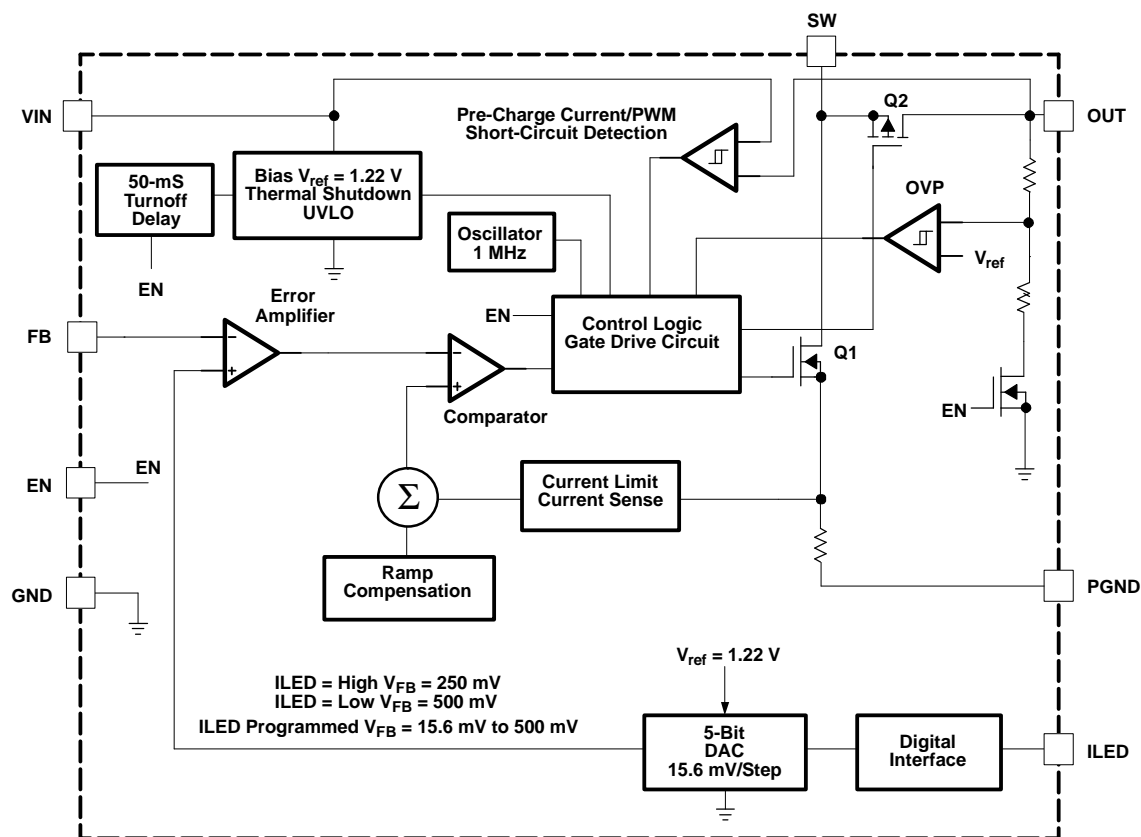 SW
VIN
Q2
OUT
Pre-Charge Current/PWM
Short-Circuit Detection
50-mS
Turnoff
Delay
Bias Vref = 1.22 V
Thermal Shutdown
UVLO
OVP
Oscillator
1 MHz
Vref
EN
Error
Amplifier
FB
−
+
EN
Control Logic
Gate Drive Circuit
−
+
Comparator
Q1
EN
EN
EN
Σ
Current Limit
Current Sense
Ramp
Compensation
GND
PGND
Vref = 1.22 V
ILED = High VFB = 250 mV
ILED = Low VFB = 500 mV
ILED Programmed VFB = 15.6 mV to 500 mV
5-Bit
DAC
15.6 mV/Step
Digital
Interface
ILED